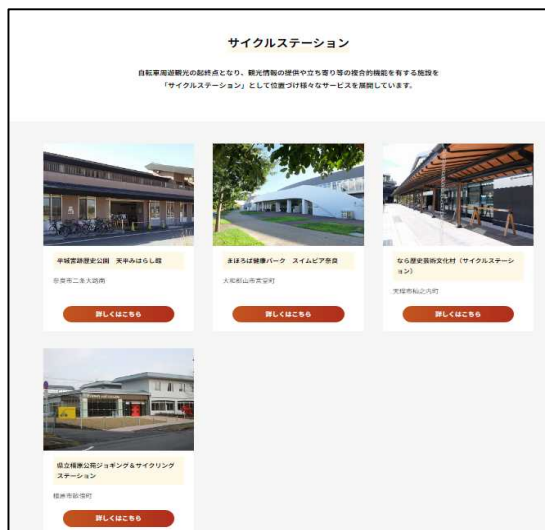 サイクルステーション
自転車周遊観光の起終点となり、観光情報の提供や立ち寄り等の複合的機能を有する施設を
「サイクルステーション」として位置づけ様々なサービスを展開しています。
平城宮跡歴史公園 天平みはらし館
奈良市二条大路南
詳しくはこちら
まほろば健康パーク スイムピア奈良
大和郡山市宮堂町
詳しくはこちら
なら歴史芸術文化村（サイクルステーシ
ョン）
天理市杣之内町
詳しくはこちら
県立橿原公苑ジョギング＆サイクリング
ステーション
橿原市畝傍町
詳しくはこちら